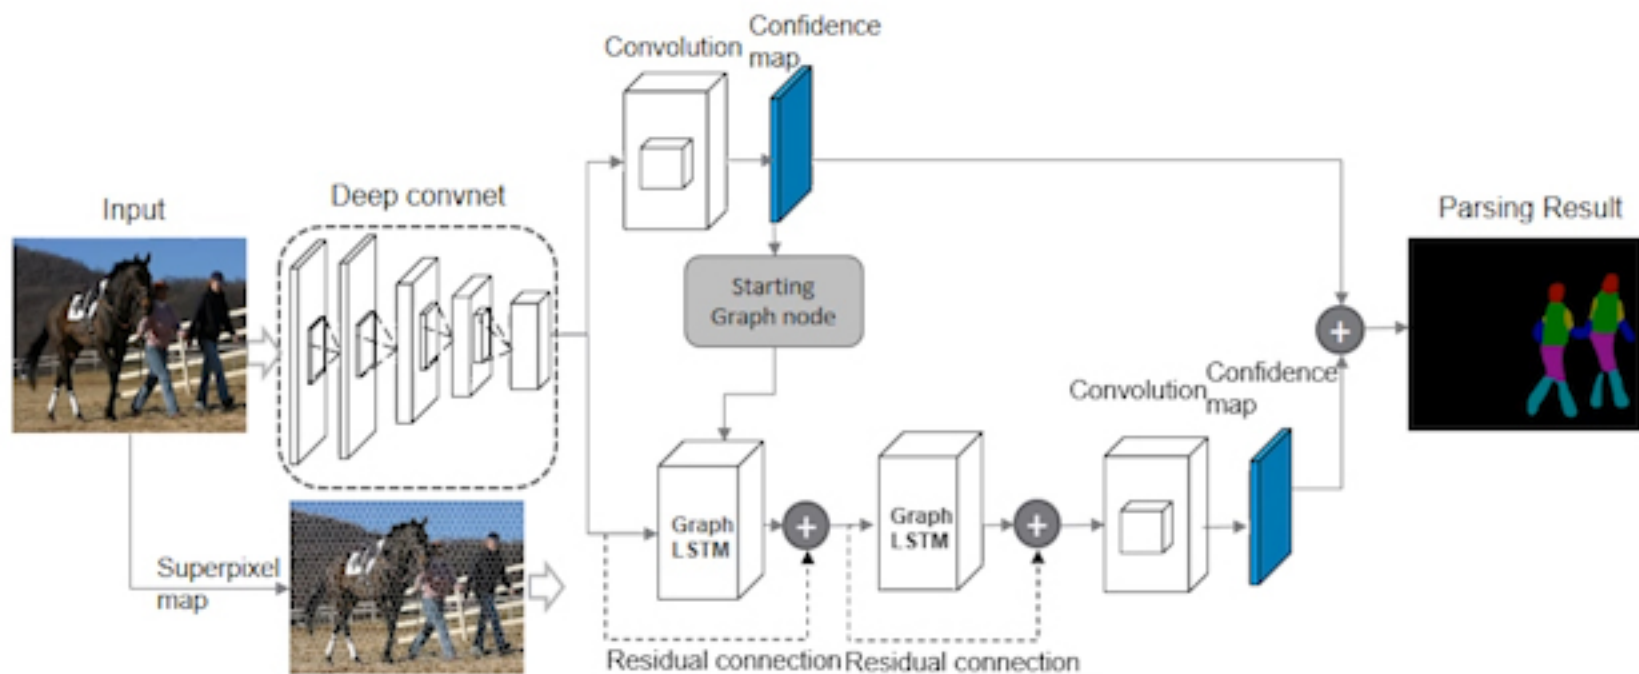 Input
Deep convnet
Convolution
Confidence
map
Starting
Graph node
Parsing Result
Convolution
Confidence
map
Graph
LSTM
+
Graph
LSTM
+
+
Superpixel
map
Residual connection
Residual connection